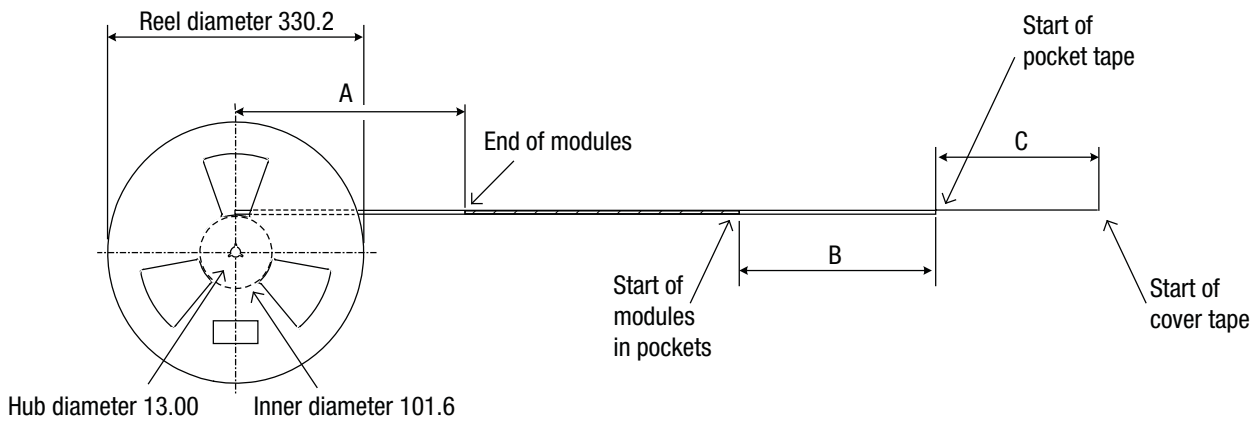 Reel diameter 330.2
Start of
pocket tape
A
End of modules
C
B
Start of
modules
in pockets
Start of
cover tape
Hub diameter 13.00
Inner diameter 101.6